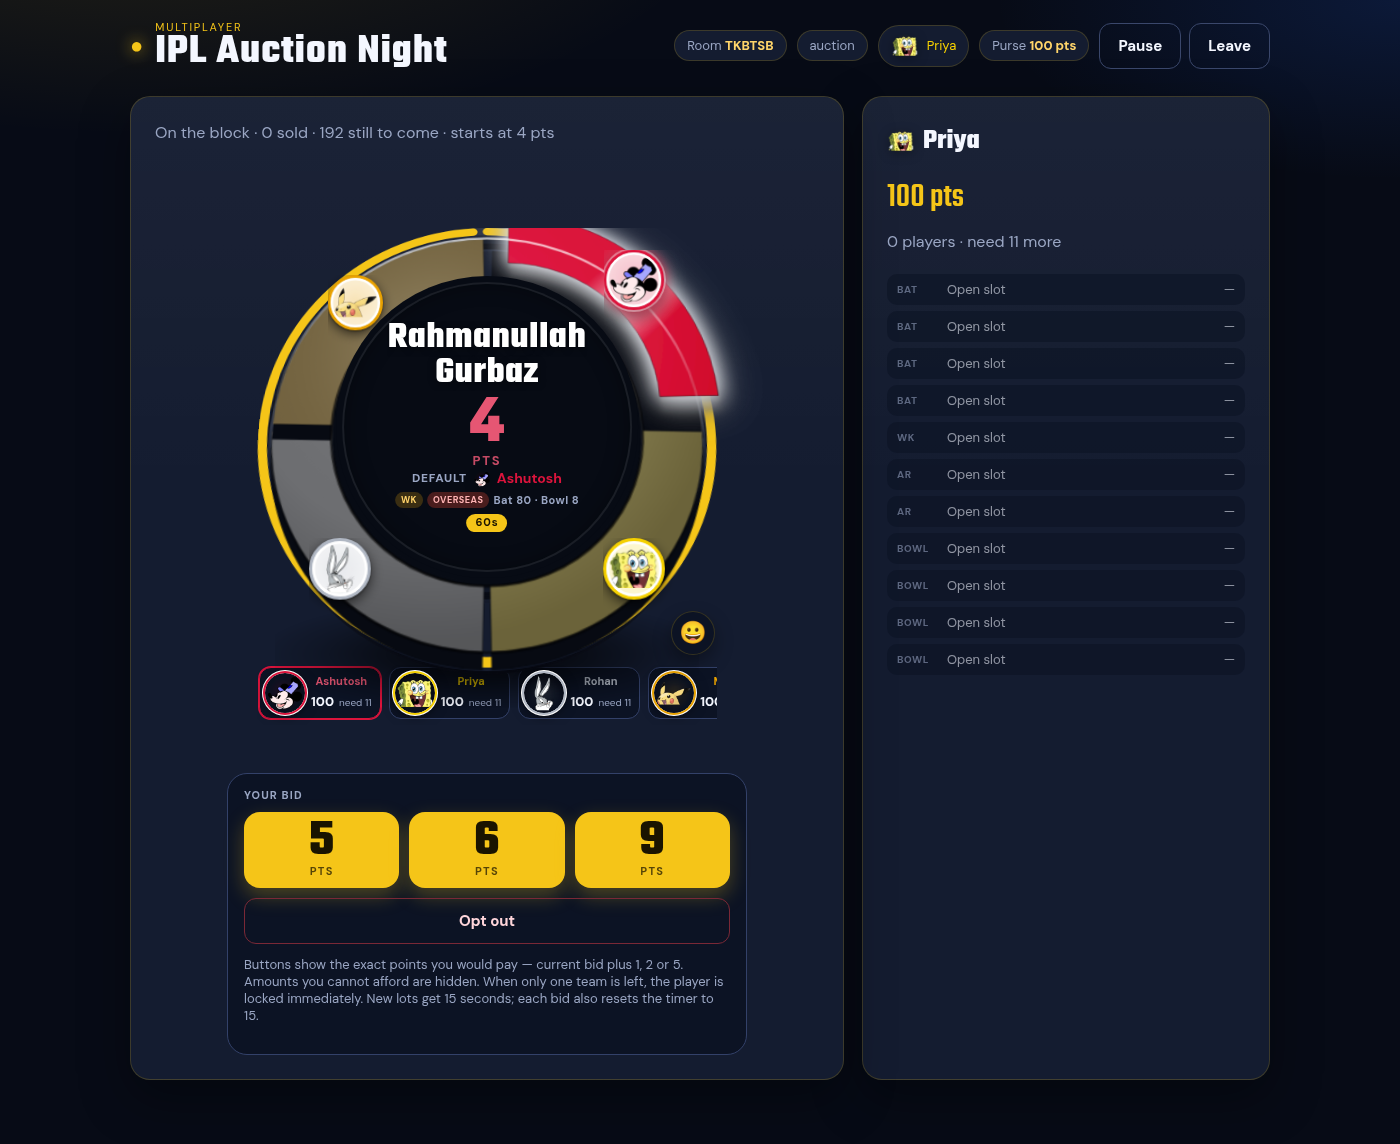 MULTIPLAYER
IPL Auction Night
Room TKBTSB
auction
Priya
Purse 100 pts
Pause
Leave
On the block · 0 sold · 192 still to come · starts at 4 pts
Rahmanullah
Gurbaz
4
PTS
DEFAULT Ashutosh
WK OVERSEAS Bat 80 · Bowl 8
60s
Ashutosh
100 need 11
Priya
100 need 11
Rohan
100 need 11
YOUR BID
5
PTS
6
PTS
9
PTS
Opt out
Buttons show the exact points you would pay — current bid plus 1, 2 or 5.
Amounts you cannot afford are hidden. When only one team is left, the player is
locked immediately. New lots get 15 seconds; each bid also resets the timer to
15.
Priya
100 pts
0 players · need 11 more
BAT Open slot —
BAT Open slot —
BAT Open slot —
BAT Open slot —
WK Open slot —
AR Open slot —
AR Open slot —
BOWL Open slot —
BOWL Open slot —
BOWL Open slot —
BOWL Open slot —